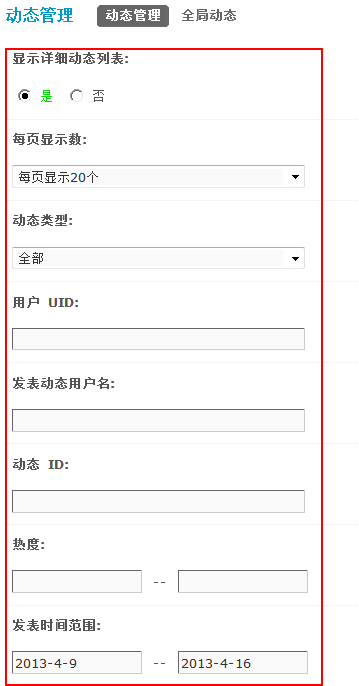 动态管理 动态管理 全局动态
显示详细动态列表:
是 否
每页显示数:
每页显示20个
动态类型:
全部
用户 UID:
发表动态用户名:
动态 ID:
热度:
--
发表时间范围:
2013-4-9 -- 2013-4-16